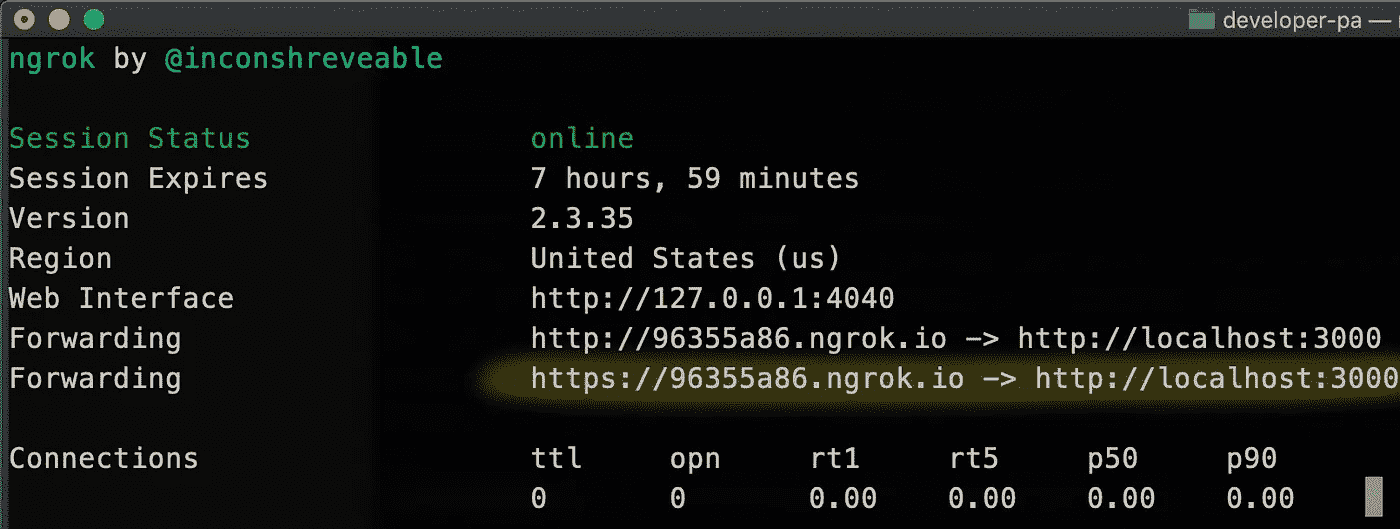 developer-pa —
ngrok by @inconshreveable
Session Status online
Session Expires 7 hours, 59 minutes
Version 2.3.35
Region United States (us)
Web Interface http://127.0.0.1:4040
Forwarding http://96355a86.ngrok.io -> http://localhost:3000
Forwarding https://96355a86.ngrok.io -> http://localhost:3000
Connections ttl opn rt1 rt5 p50 p90
0 0 0.00 0.00 0.00 0.00